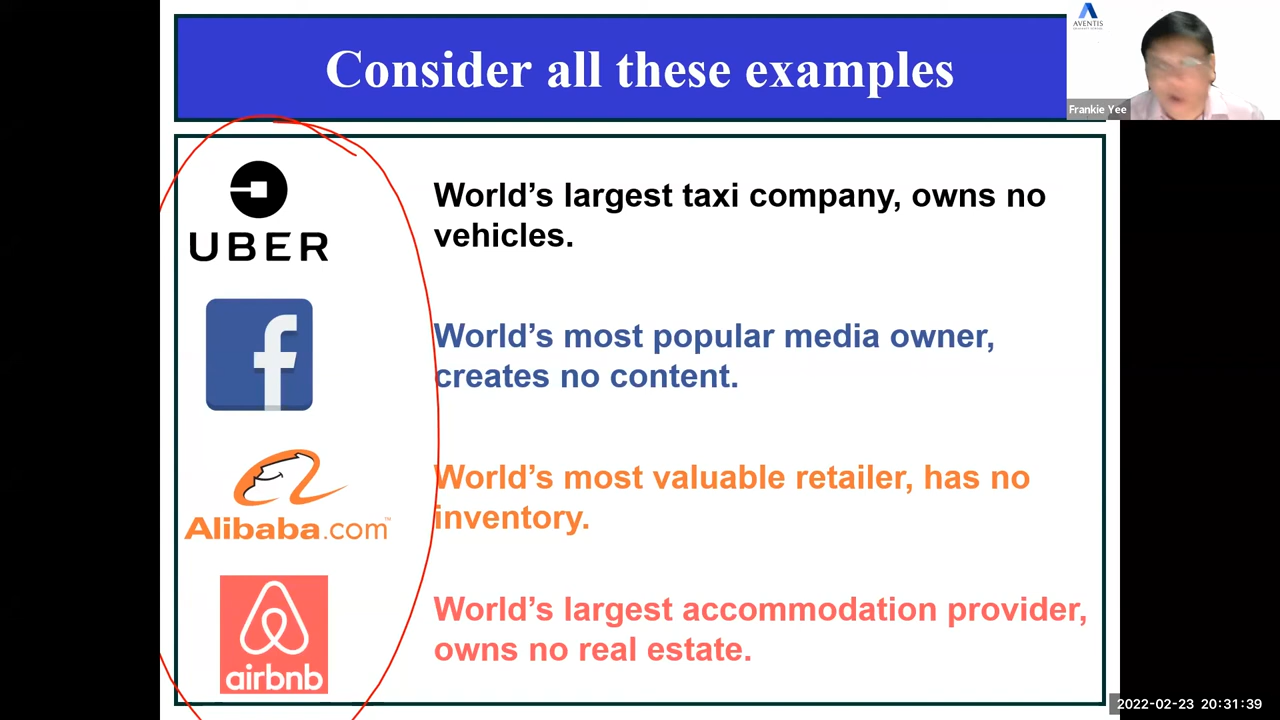 Consider all these examples
AVENTIS
Frankie Yee
UBER
World’s largest taxi company, owns no
vehicles.
f
World’s most popular media owner,
creates no content.
Alibaba.com™
World’s most valuable retailer, has no
inventory.
airbnb
World’s largest accommodation provider,
owns no real estate.
2022-02-23 20:31:39